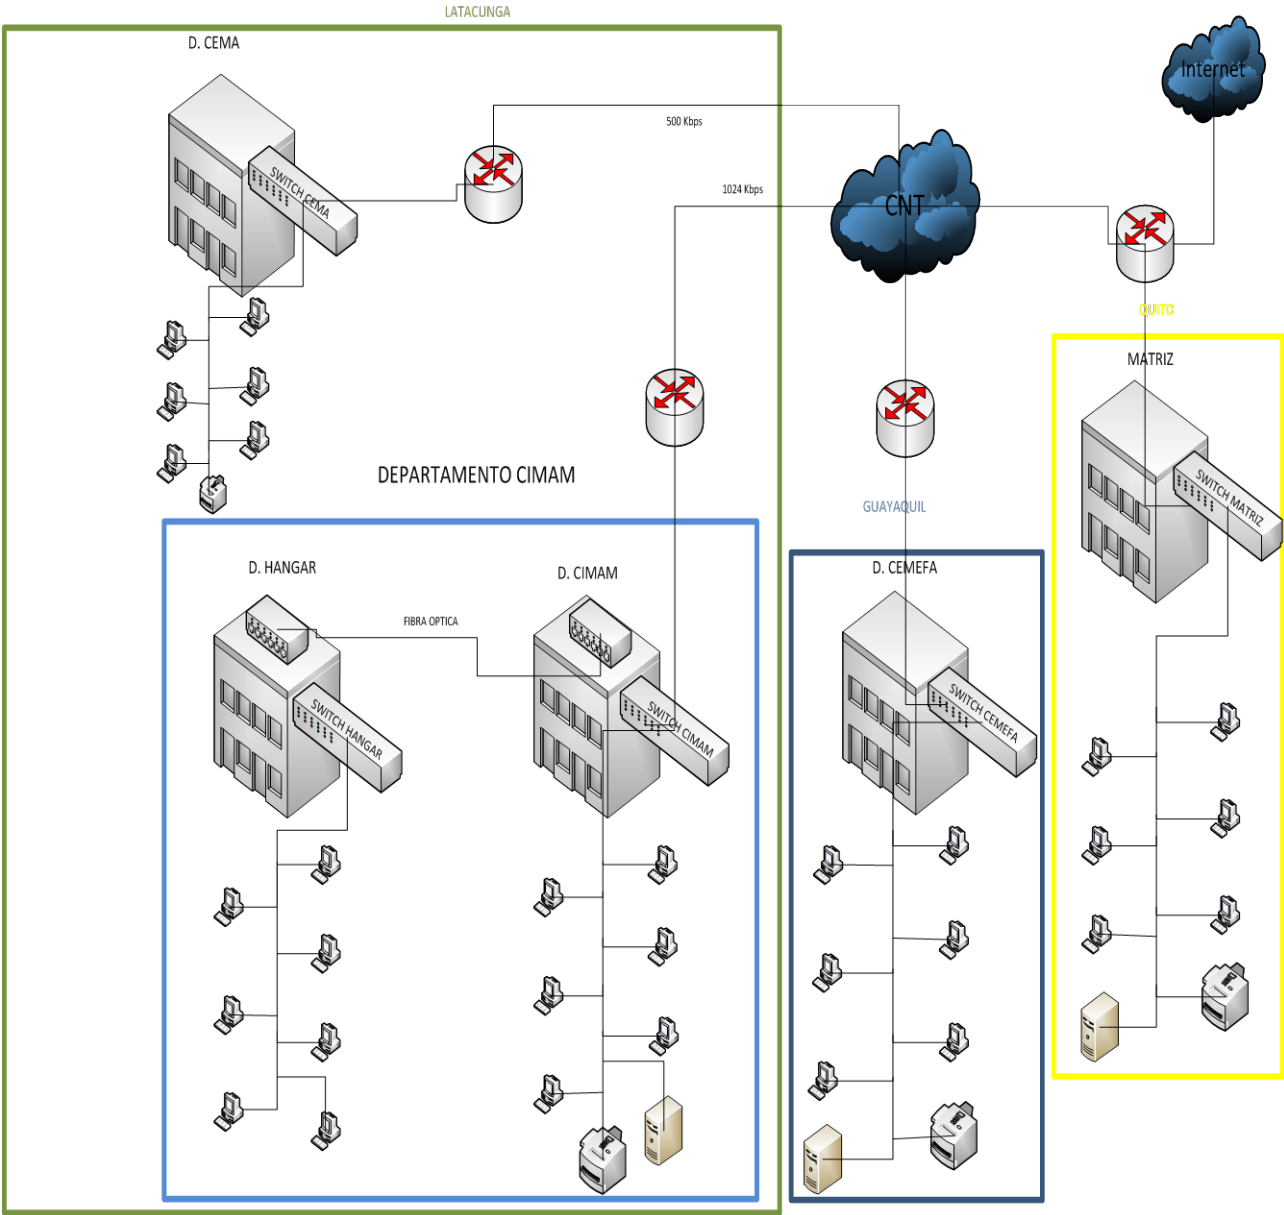 LATACUNGA
D. CEMA
Internet
500 Kbps
SWITCH CEMA
1024 Kbps
CNT
QUITO
MATRIZ
DEPARTAMENTO CIMAM
SWITCH MATRIZ
GUAYAQUIL
D. HANGAR
D. CIMAM
D. CEMEFA
FIBRA OPTICA
SWITCH HANGAR
SWITCH CIMAM
SWITCH CEMEFA